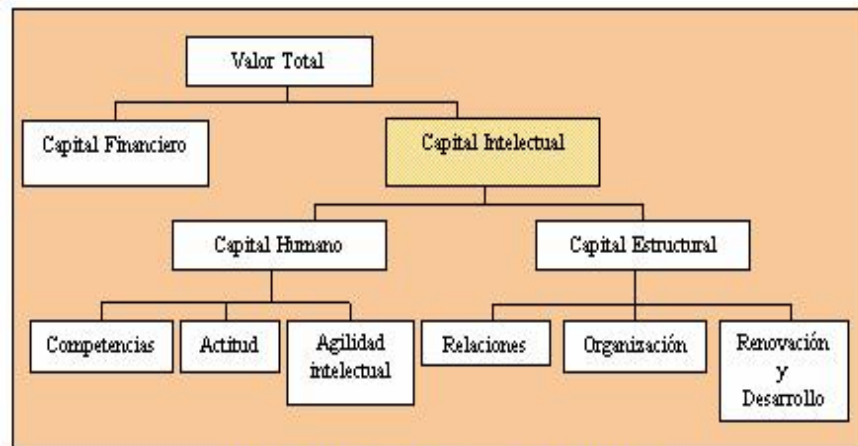 Valor Total
Capital Financiero
Capital Intelectual
Capital Humano
Capital Estructural
Competencias
Actitud
Agilidad
intelectual
Relaciones
Organización
Renovación
y
Desarrollo